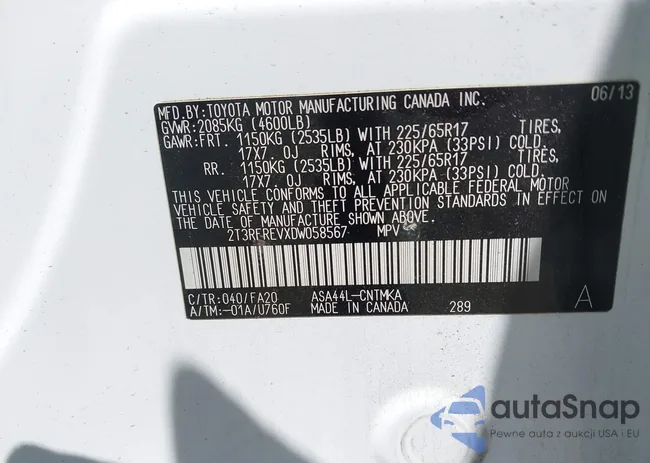 MFD.BY:TOYOTA MOTOR MANUFACTURING CANADA INC. 06/13
GVWR:2085KG (4600LB)
GAWR:FRT. 1150KG (2535LB) WITH 225/65R17 TIRES,
17X7.0J RIMS, AT 230KPA (33PSI) COLD.
RR. 1150KG (2535LB) WITH 225/65R17 TIRES,
17X7.0J RIMS, AT 230KPA (33PSI) COLD.
THIS VEHICLE CONFORMS TO ALL APPLICABLE FEDERAL MOTOR
VEHICLE SAFETY AND THEFT PREVENTION STANDARDS IN EFFECT ON
THE DATE OF MANUFACTURE SHOWN ABOVE.
2T3RFREVXDW058567 MPV
C/TR:040/FA20 ASA44L-CNTMKA A
A/TM:-01A/U760F MADE IN CANADA 289
autaSnap
Pewne auta z aukcji USA i EU